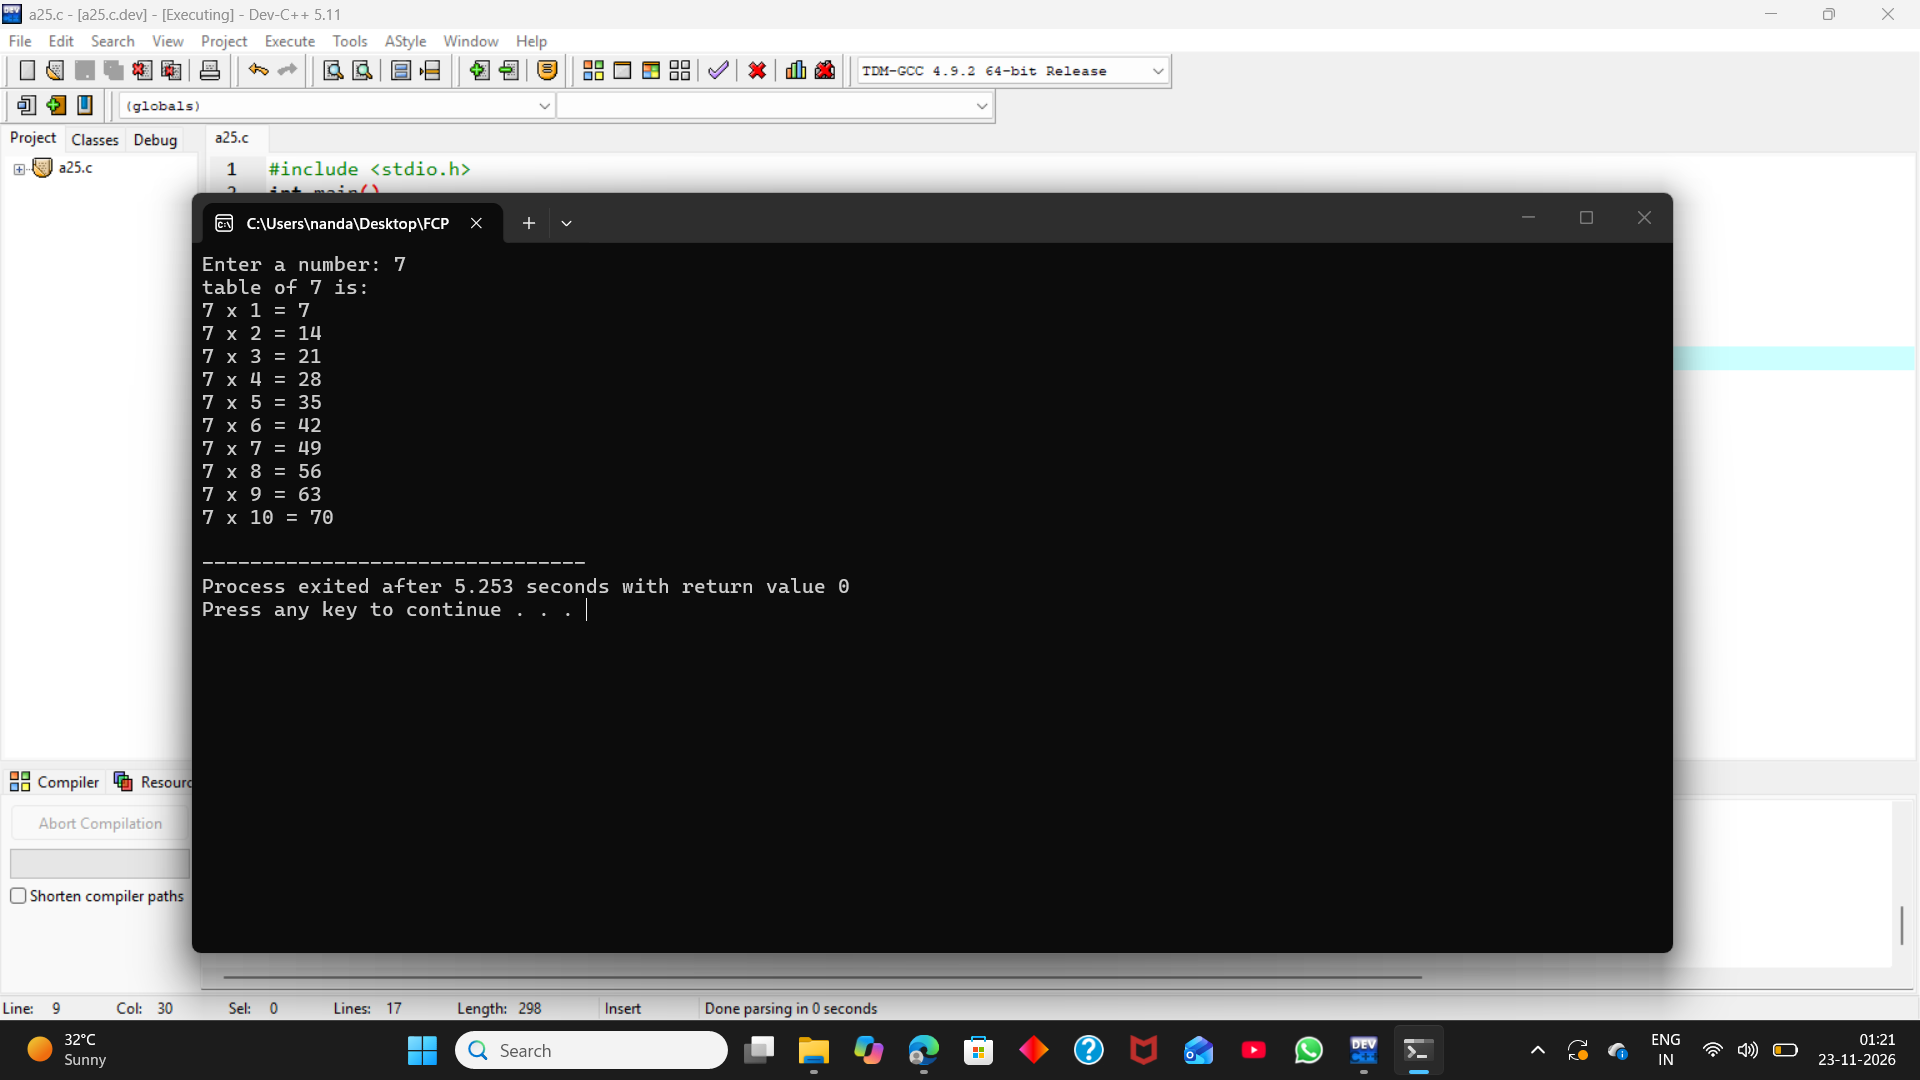 a25.c - [a25.c.dev] - [Executing] - Dev-C++ 5.11
File Edit Search View Project Execute Tools AStyle Window Help
TDM-GCC 4.9.2 64-bit Release
(globals)
Project Classes Debug
a25.c
a25.c
1 #include <stdio.h>
2 int main()
C:\Users\nanda\Desktop\FCP
Enter a number: 7
table of 7 is:
7 x 1 = 7
7 x 2 = 14
7 x 3 = 21
7 x 4 = 28
7 x 5 = 35
7 x 6 = 42
7 x 7 = 49
7 x 8 = 56
7 x 9 = 63
7 x 10 = 70
--------------------------------
Process exited after 5.253 seconds with return value 0
Press any key to continue . . .
Compiler Resourc
Abort Compilation
Shorten compiler paths
Line: 9 Col: 30 Sel: 0 Lines: 17 Length: 298 Insert Done parsing in 0 seconds
32°C
Sunny
Search
DEV
ENG
IN
01:21
23-11-2026